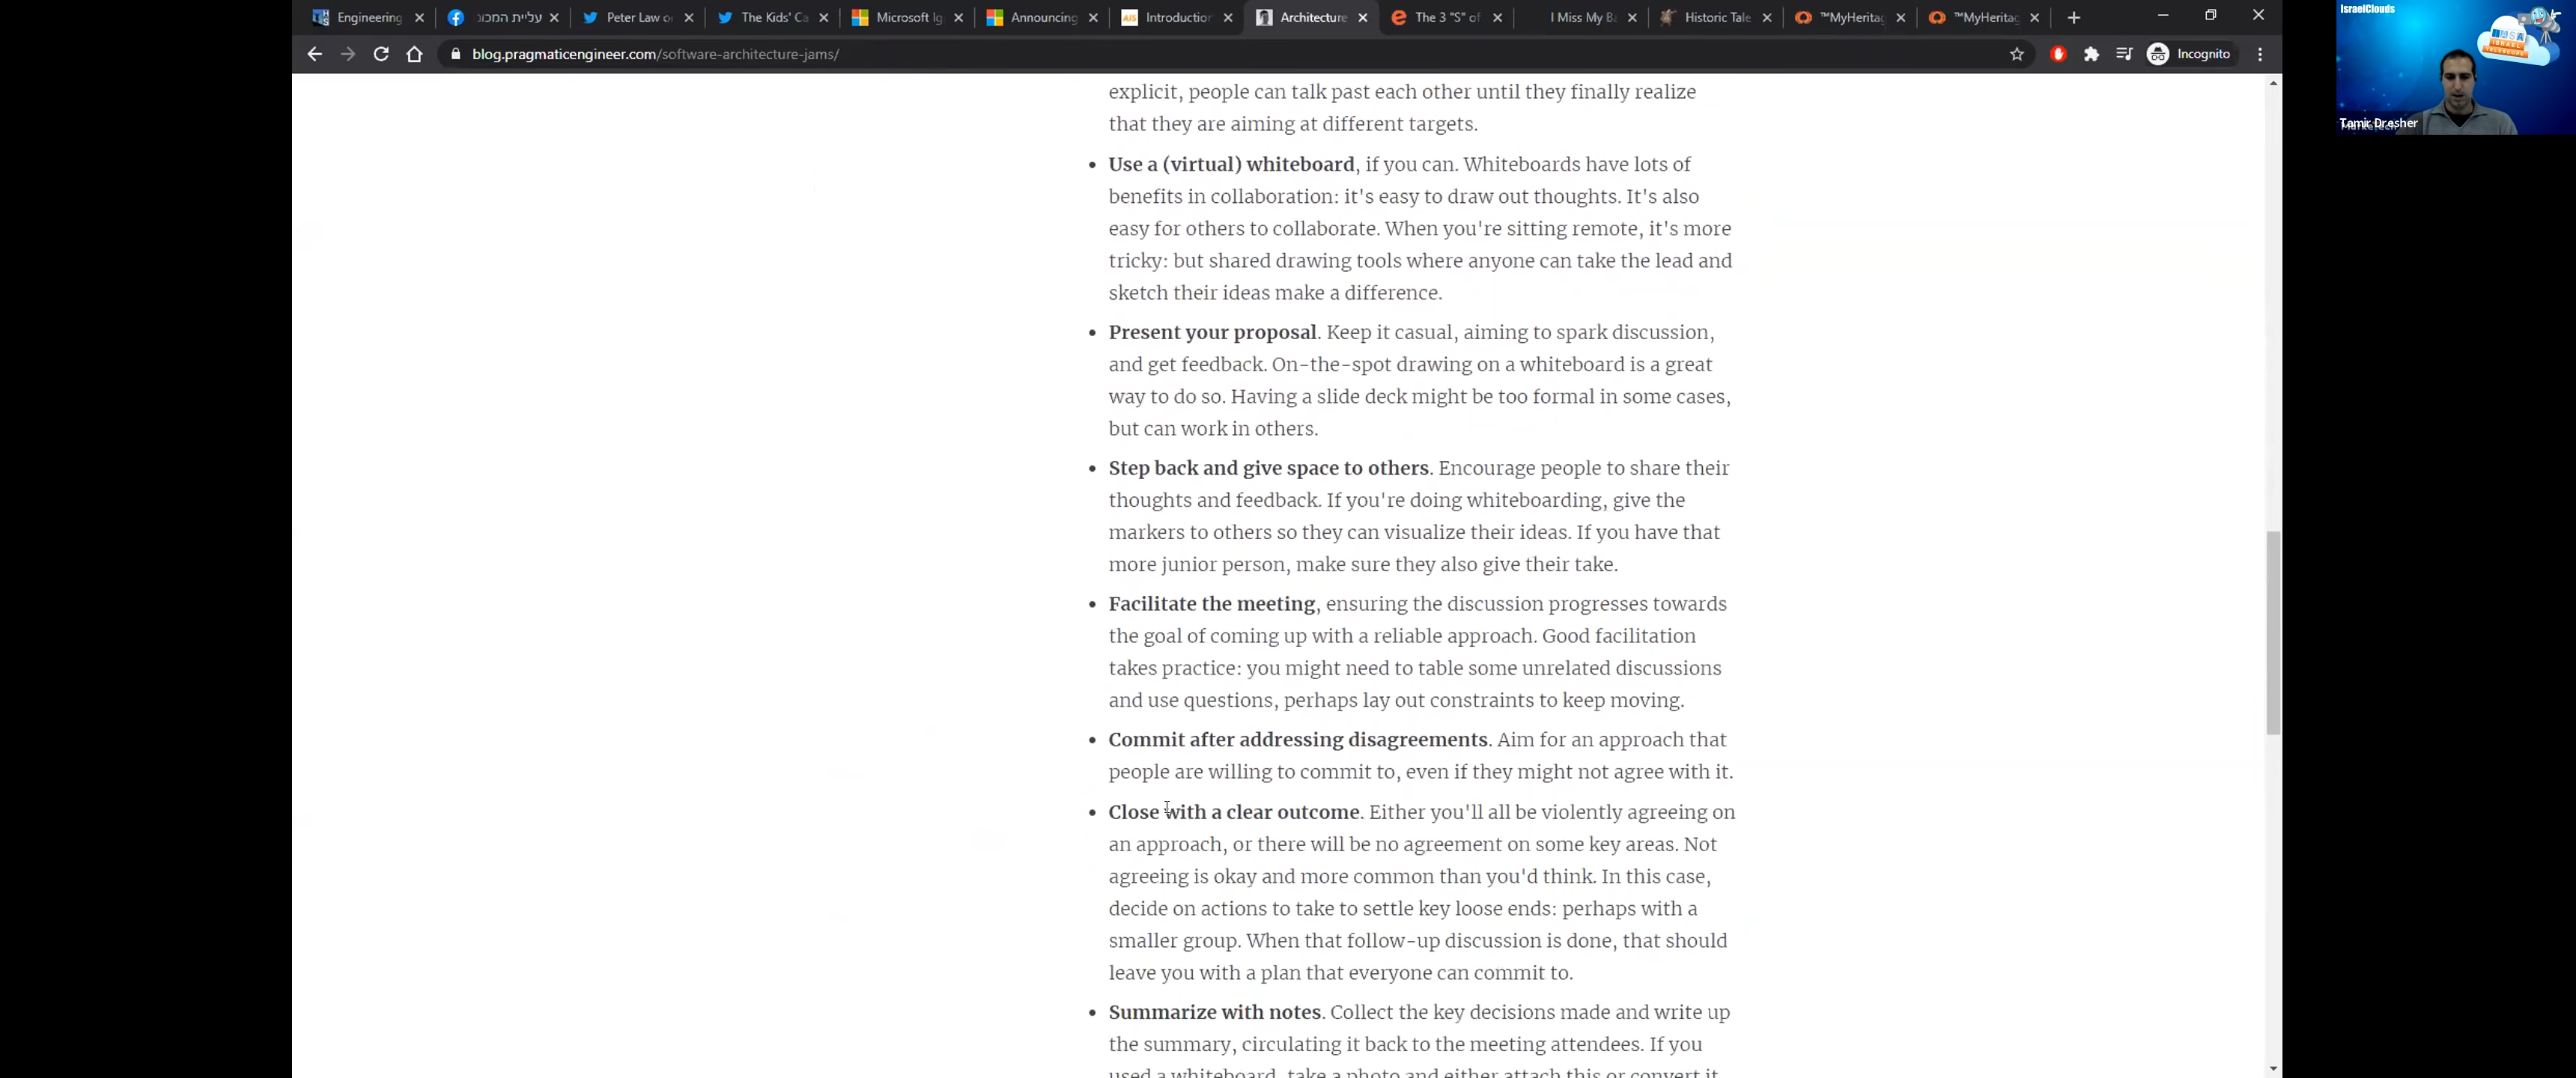 Engineering
עליית המכונ
Peter Law o
The Kids' Ca
Microsoft Ig
Announcing
Introduction
Architecture
The 3 "S" of
I Miss My Ba
Historic Tale
™MyHeritag
™MyHeritag
blog.pragmaticengineer.com/software-architecture-jams/
Incognito
IsraelClouds
Tamir Dresher
explicit, people can talk past each other until they finally realize
that they are aiming at different targets.
• Use a (virtual) whiteboard, if you can. Whiteboards have lots of
benefits in collaboration: it's easy to draw out thoughts. It's also
easy for others to collaborate. When you're sitting remote, it's more
tricky: but shared drawing tools where anyone can take the lead and
sketch their ideas make a difference.
• Present your proposal. Keep it casual, aiming to spark discussion,
and get feedback. On-the-spot drawing on a whiteboard is a great
way to do so. Having a slide deck might be too formal in some cases,
but can work in others.
• Step back and give space to others. Encourage people to share their
thoughts and feedback. If you're doing whiteboarding, give the
markers to others so they can visualize their ideas. If you have that
more junior person, make sure they also give their take.
• Facilitate the meeting, ensuring the discussion progresses towards
the goal of coming up with a reliable approach. Good facilitation
takes practice: you might need to table some unrelated discussions
and use questions, perhaps lay out constraints to keep moving.
• Commit after addressing disagreements. Aim for an approach that
people are willing to commit to, even if they might not agree with it.
• Close with a clear outcome. Either you'll all be violently agreeing on
an approach, or there will be no agreement on some key areas. Not
agreeing is okay and more common than you'd think. In this case,
decide on actions to take to settle key loose ends: perhaps with a
smaller group. When that follow-up discussion is done, that should
leave you with a plan that everyone can commit to.
• Summarize with notes. Collect the key decisions made and write up
the summary, circulating it back to the meeting attendees. If you
used a whiteboard, take a photo and either attach this or convert it